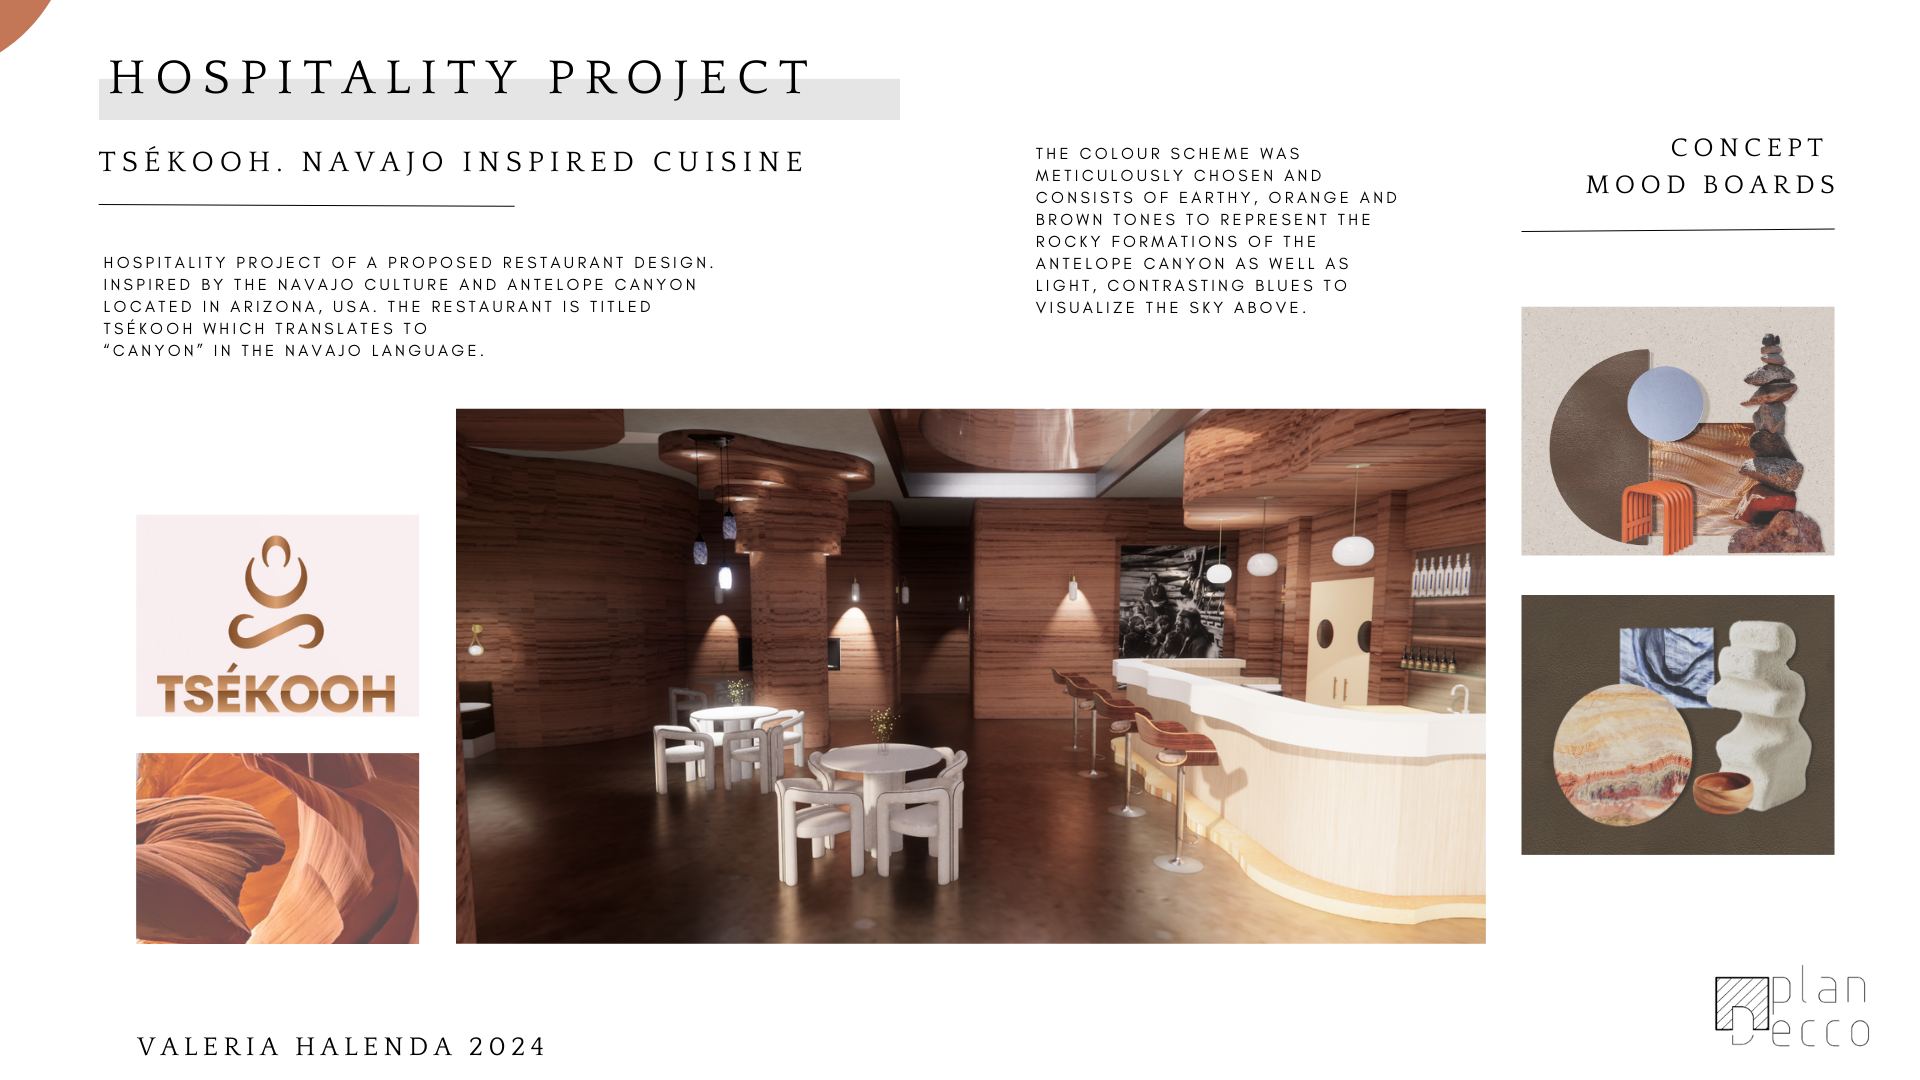 HOSPITALITY PROJECT
TSÉKOOH. NAVAJO INSPIRED CUISINE
HOSPITALITY PROJECT OF A PROPOSED RESTAURANT DESIGN.
INSPIRED BY THE NAVAJO CULTURE AND ANTELOPE CANYON
LOCATED IN ARIZONA, USA. THE RESTAURANT IS TITLED
TSÉKOOH WHICH TRANSLATES TO
“CANYON” IN THE NAVAJO LANGUAGE.
THE COLOUR SCHEME WAS
METICULOUSLY CHOSEN AND
CONSISTS OF EARTHY, ORANGE AND
BROWN TONES TO REPRESENT THE
ROCKY FORMATIONS OF THE
ANTELOPE CANYON AS WELL AS
LIGHT, CONTRASTING BLUES TO
VISUALIZE THE SKY ABOVE.
CONCEPT
MOOD BOARDS
TSÉKOOH
VALERIA HALENDA 2024
plan
Decco